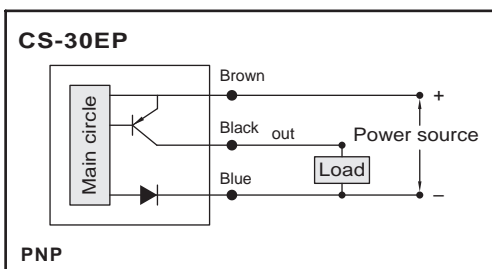 CS-30EP
Brown
+
Main circle
Black out
Power source
Load
Blue
–
PNP